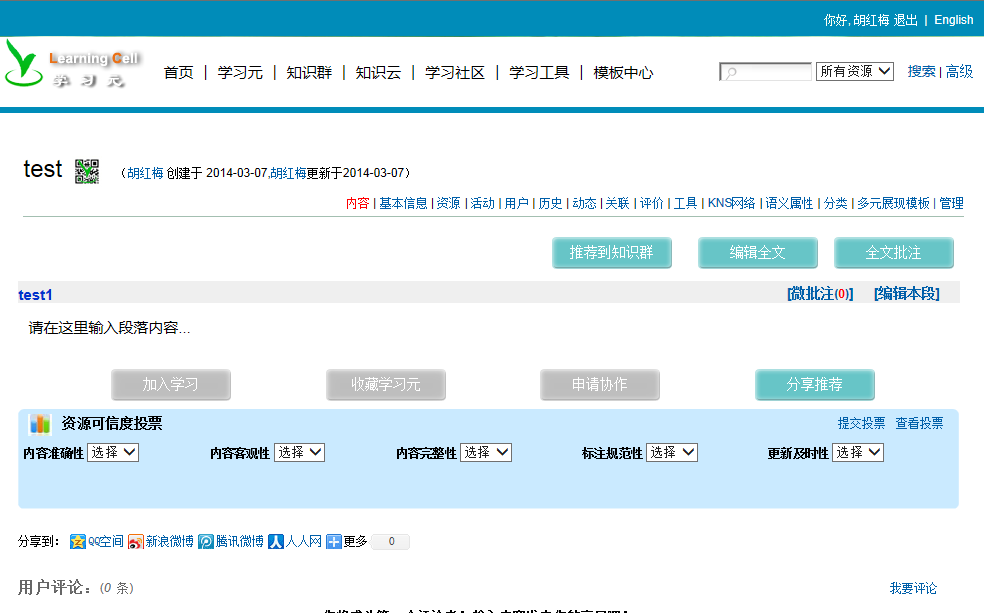 你好, 胡红梅 退出 | English
Learning Cell
学习元
首页 | 学习元 | 知识群 | 知识云 | 学习社区 | 学习工具 | 模板中心
所有资源 搜索 | 高级
test （胡红梅 创建于 2014-03-07,胡红梅更新于2014-03-07）
内容 | 基本信息 | 资源 | 活动 | 用户 | 历史 | 动态 | 关联 | 评价 | 工具 | KNS网络 | 语义属性 | 分类 | 多元展现模板 | 管理
推荐到知识群 编辑全文 全文批注
test1 [微批注(0)] [编辑本段]
请在这里输入段落内容...
加入学习 收藏学习元 申请协作 分享推荐
资源可信度投票 提交投票 查看投票
内容准确性 选择 内容客观性 选择 内容完整性 选择 标注规范性 选择 更新及时性 选择
分享到： QQ空间 新浪微博 腾讯微博 人人网 更多 0
用户评论：(0 条) 我要评论